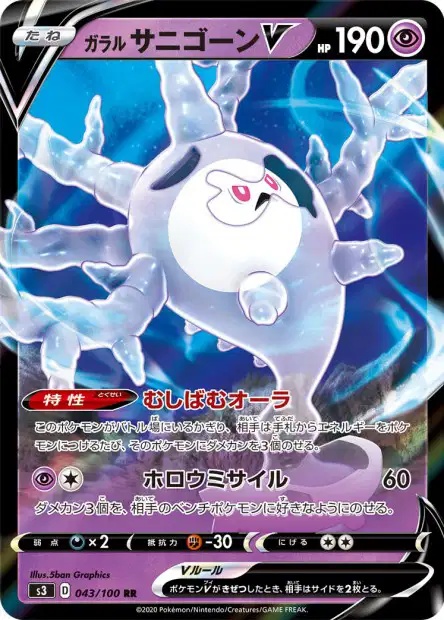 たね
ガラル サニゴーンV HP 190
特性 とくせい むしばむオーラ
このポケモンがバトル場にいるかぎり、相手は手札からエネルギーをポケ
モンにつけるたび、そのポケモンにダメカンを3個のせる。
ホロウミサイル 60
ダメカン3個を、相手のベンチポケモンに好きなようにのせる。
弱点 ×2 抵抗力 -30 にげる
Illus.5ban Graphics
s3 D 043/100 RR
Vルール
ポケモンVがきぜつしたとき、相手はサイドを2枚とる。
©2020 Pokémon/Nintendo/Creatures/GAME FREAK.